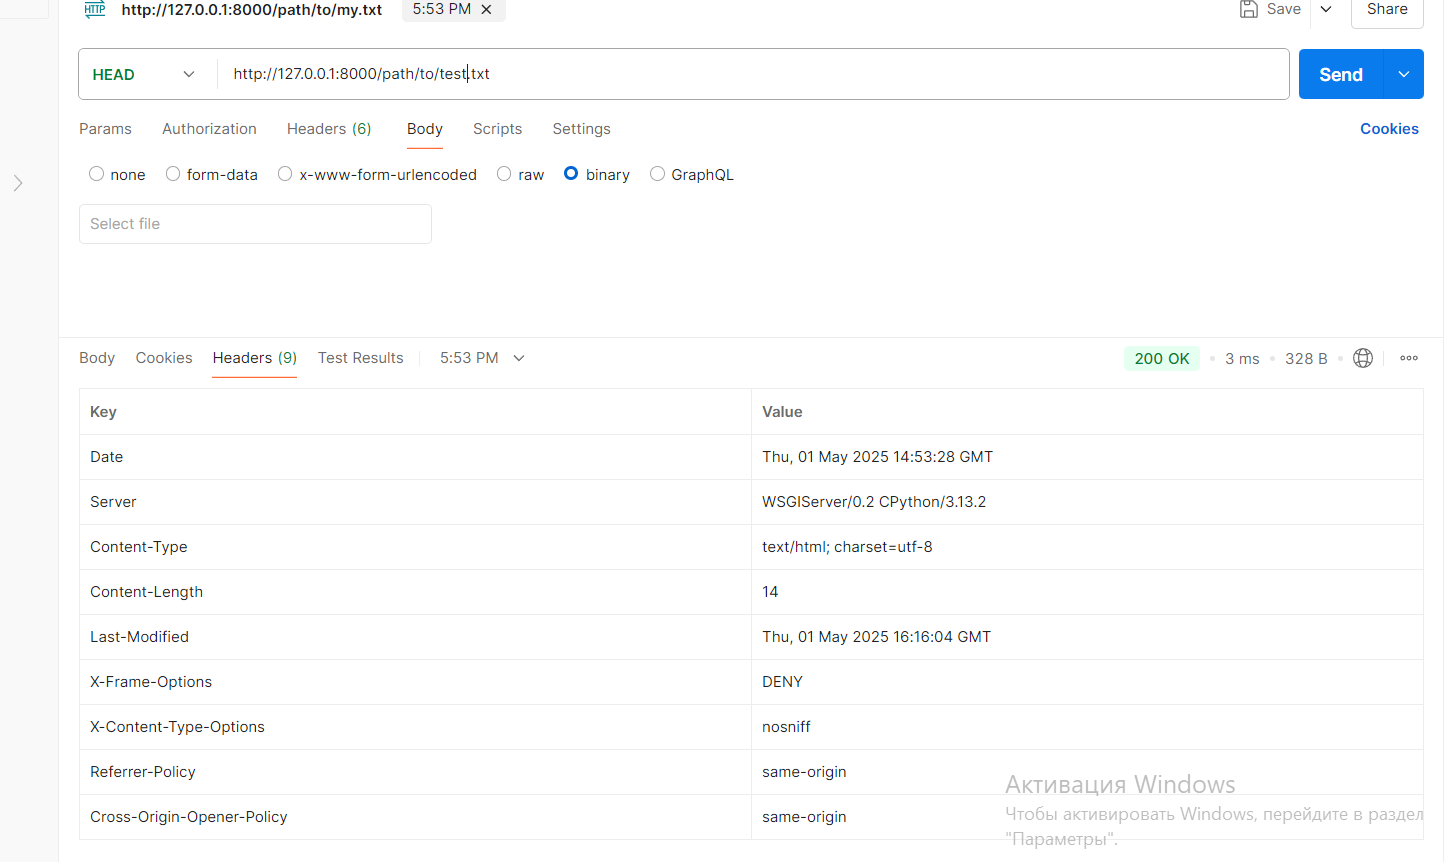 HTTP http://127.0.0.1:8000/path/to/my.txt 5:53 PM Save Share
HEAD http://127.0.0.1:8000/path/to/test.txt Send
Params Authorization Headers (6) Body Scripts Settings Cookies
none form-data x-www-form-urlencoded raw binary GraphQL
Select file
Body Cookies Headers (9) Test Results 5:53 PM 200 OK 3 ms 328 B
Key Value
Date Thu, 01 May 2025 14:53:28 GMT
Server WSGIServer/0.2 CPython/3.13.2
Content-Type text/html; charset=utf-8
Content-Length 14
Last-Modified Thu, 01 May 2025 16:16:04 GMT
X-Frame-Options DENY
X-Content-Type-Options nosniff
Referrer-Policy same-origin
Cross-Origin-Opener-Policy same-origin
Активация Windows
Чтобы активировать Windows, перейдите в раздел
"Параметры".